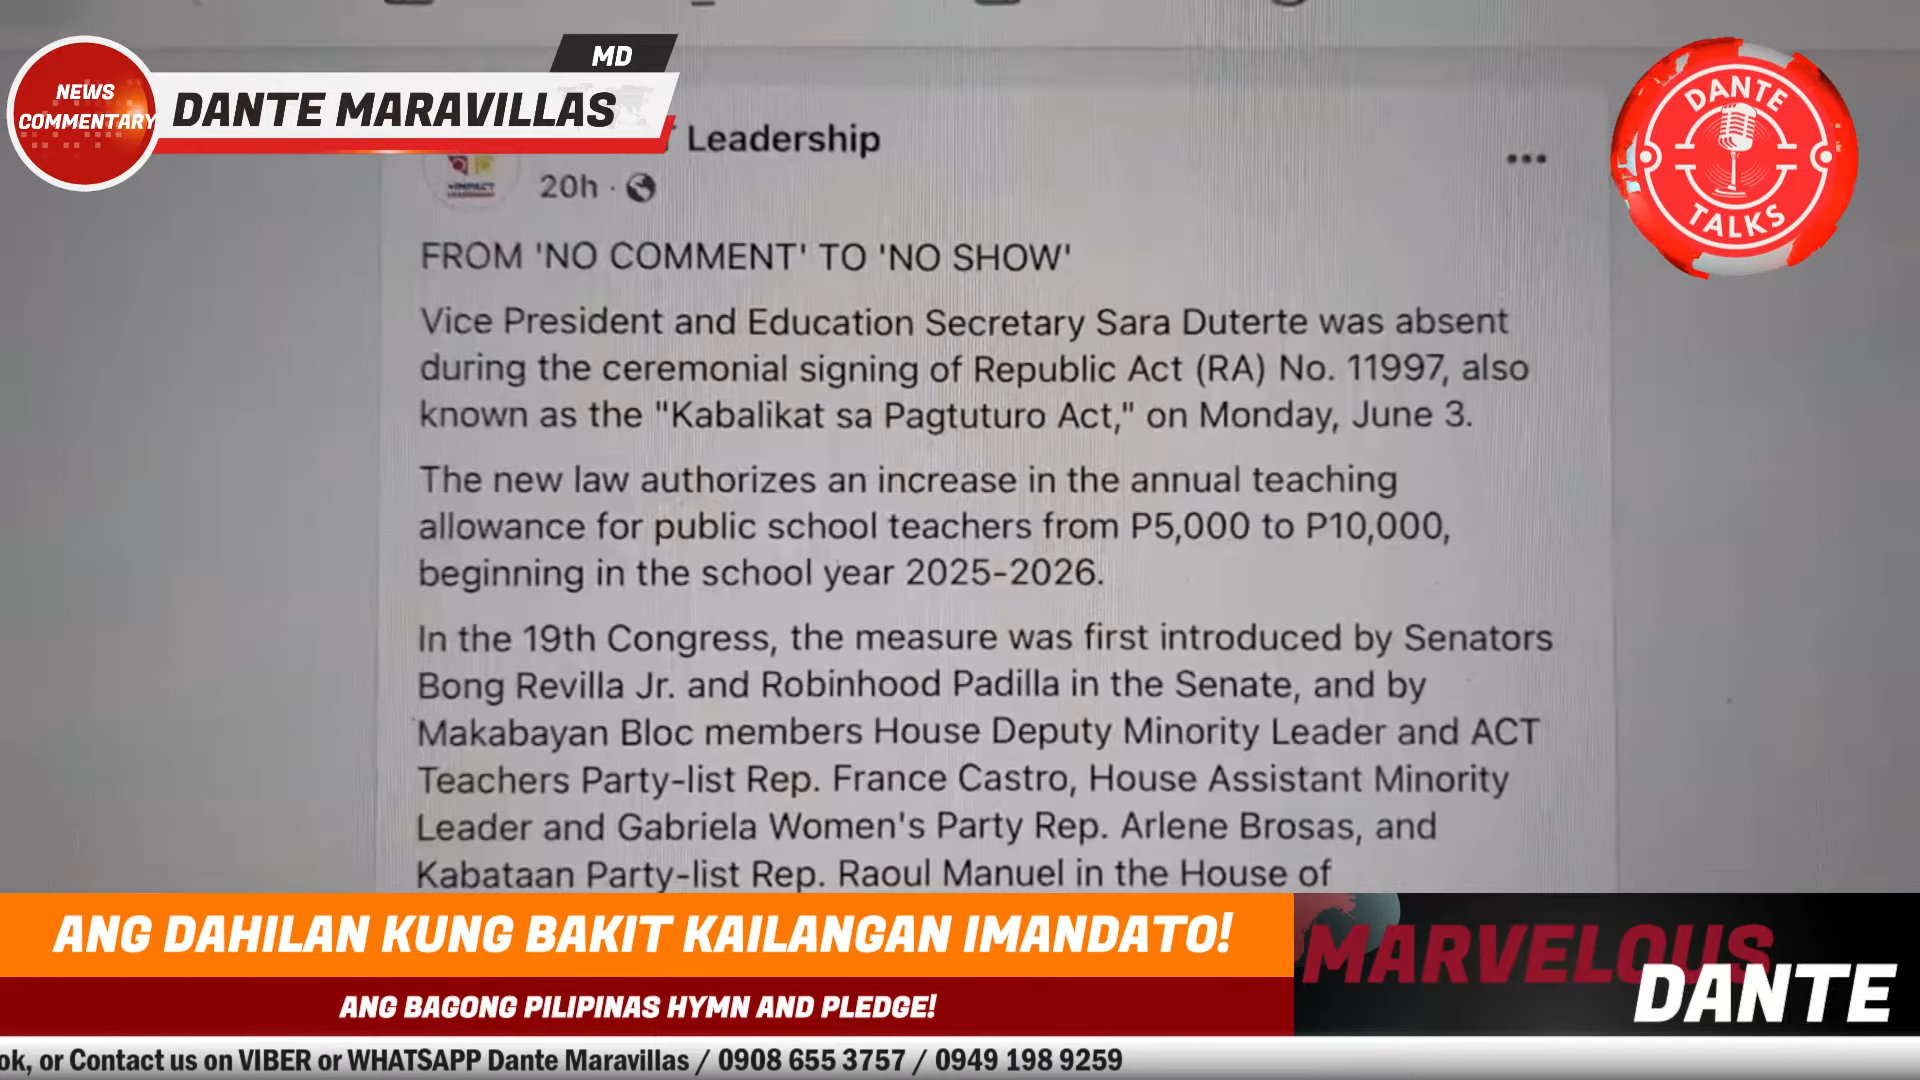 MD
NEWS
COMMENTARY
DANTE MARAVILLAS
DANTE
TALKS
Leadership
IMPACT
20h ·
FROM 'NO COMMENT' TO 'NO SHOW'
Vice President and Education Secretary Sara Duterte was absent
during the ceremonial signing of Republic Act (RA) No. 11997, also
known as the "Kabalikat sa Pagtuturo Act," on Monday, June 3.
The new law authorizes an increase in the annual teaching
allowance for public school teachers from P5,000 to P10,000,
beginning in the school year 2025-2026.
In the 19th Congress, the measure was first introduced by Senators
Bong Revilla Jr. and Robinhood Padilla in the Senate, and by
Makabayan Bloc members House Deputy Minority Leader and ACT
Teachers Party-list Rep. France Castro, House Assistant Minority
Leader and Gabriela Women's Party Rep. Arlene Brosas, and
Kabataan Party-list Rep. Raoul Manuel in the House of
ANG DAHILAN KUNG BAKIT KAILANGAN IMANDATO!
ANG BAGONG PILIPINAS HYMN AND PLEDGE!
MARVELOUS
DANTE
ok, or Contact us on VIBER or WHATSAPP Dante Maravillas / 0908 655 3757 / 0949 198 9259